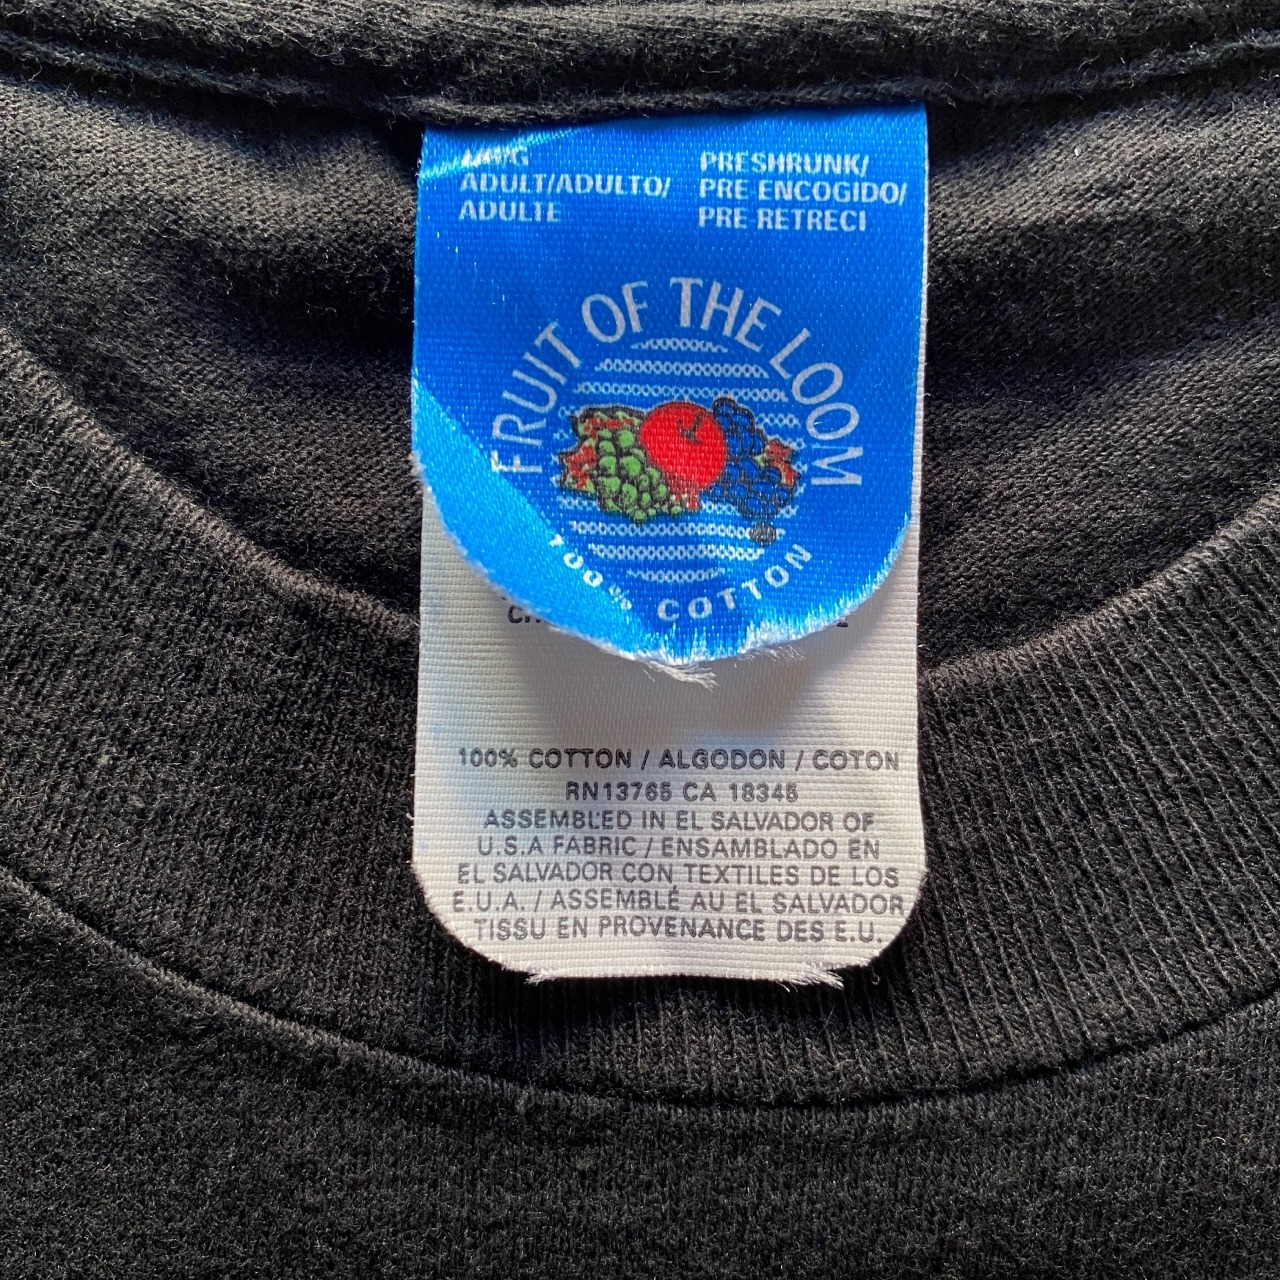 ADULT/ADULTO/
ADULTE
PRESHRUNK/
PRE ENCOGIDO/
PRE RETRECI
FRUIT OF THE LOOM
100% COTTON
100% COTTON / ALGODON / COTON
RN13765 CA 18345
ASSEMBLED IN EL SALVADOR OF
U.S.A FABRIC / ENSAMBLADO EN
EL SALVADOR CON TEXTILES DE LOS
E.U.A. / ASSEMBLÉ AU EL SALVADOR
TISSU EN PROVENANCE DES E.U.